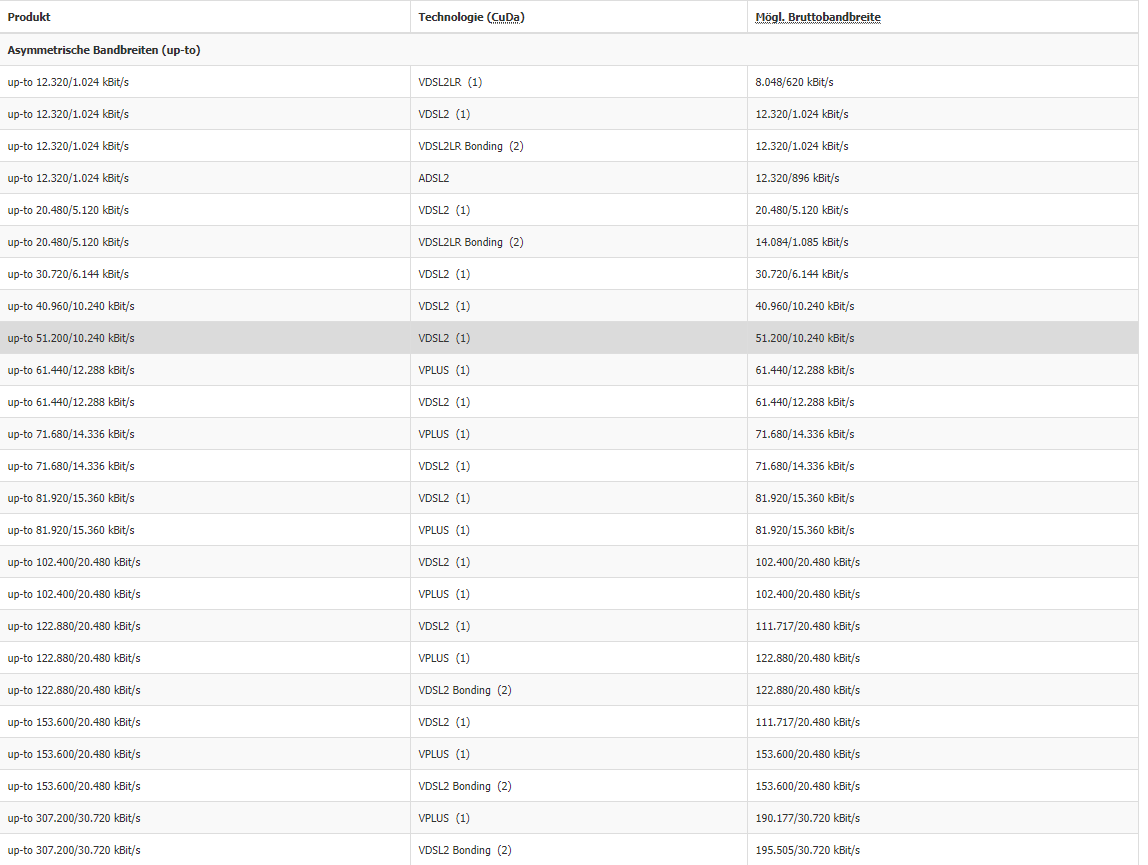 Produkt Technologie (CuDa) Mögl. Bruttobandbreite
Asymmetrische Bandbreiten (up-to)
up-to 12.320/1.024 kBit/s VDSL2LR (1) 8.048/620 kBit/s
up-to 12.320/1.024 kBit/s VDSL2 (1) 12.320/1.024 kBit/s
up-to 12.320/1.024 kBit/s VDSL2LR Bonding (2) 12.320/1.024 kBit/s
up-to 12.320/1.024 kBit/s ADSL2 12.320/896 kBit/s
up-to 20.480/5.120 kBit/s VDSL2 (1) 20.480/5.120 kBit/s
up-to 20.480/5.120 kBit/s VDSL2LR Bonding (2) 14.084/1.085 kBit/s
up-to 30.720/6.144 kBit/s VDSL2 (1) 30.720/6.144 kBit/s
up-to 40.960/10.240 kBit/s VDSL2 (1) 40.960/10.240 kBit/s
up-to 51.200/10.240 kBit/s VDSL2 (1) 51.200/10.240 kBit/s
up-to 61.440/12.288 kBit/s VPLUS (1) 61.440/12.288 kBit/s
up-to 61.440/12.288 kBit/s VDSL2 (1) 61.440/12.288 kBit/s
up-to 71.680/14.336 kBit/s VPLUS (1) 71.680/14.336 kBit/s
up-to 71.680/14.336 kBit/s VDSL2 (1) 71.680/14.336 kBit/s
up-to 81.920/15.360 kBit/s VDSL2 (1) 81.920/15.360 kBit/s
up-to 81.920/15.360 kBit/s VPLUS (1) 81.920/15.360 kBit/s
up-to 102.400/20.480 kBit/s VDSL2 (1) 102.400/20.480 kBit/s
up-to 102.400/20.480 kBit/s VPLUS (1) 102.400/20.480 kBit/s
up-to 122.880/20.480 kBit/s VDSL2 (1) 111.717/20.480 kBit/s
up-to 122.880/20.480 kBit/s VPLUS (1) 122.880/20.480 kBit/s
up-to 122.880/20.480 kBit/s VDSL2 Bonding (2) 122.880/20.480 kBit/s
up-to 153.600/20.480 kBit/s VDSL2 (1) 111.717/20.480 kBit/s
up-to 153.600/20.480 kBit/s VPLUS (1) 153.600/20.480 kBit/s
up-to 153.600/20.480 kBit/s VDSL2 Bonding (2) 153.600/20.480 kBit/s
up-to 307.200/30.720 kBit/s VPLUS (1) 190.177/30.720 kBit/s
up-to 307.200/30.720 kBit/s VDSL2 Bonding (2) 195.505/30.720 kBit/s